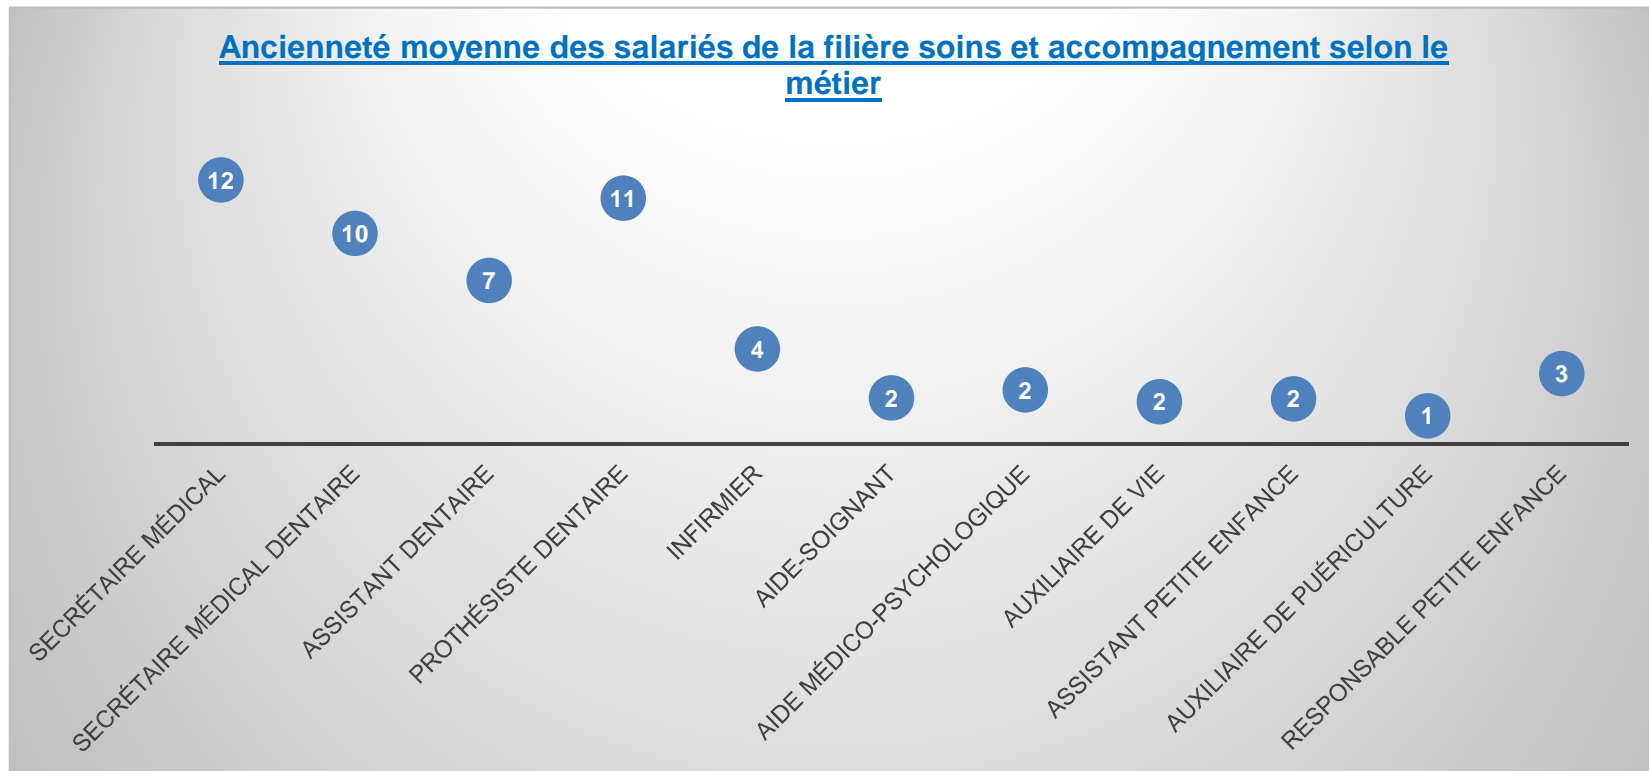 Ancienneté moyenne des salariés de la filière soins et accompagnement selon le
métier
12
10
7
11
4
2
2
2
2
1
3
SECRÉTAIRE MÉDICAL
SECRÉTAIRE MÉDICAL DENTAIRE
ASSISTANT DENTAIRE
PROTHÉSISTE DENTAIRE
INFIRMIER
AIDE-SOIGNANT
AIDE MÉDICO-PSYCHOLOGIQUE
AUXILIAIRE DE VIE
ASSISTANT PETITE ENFANCE
AUXILIAIRE DE PUÉRICULTURE
RESPONSABLE PETITE ENFANCE